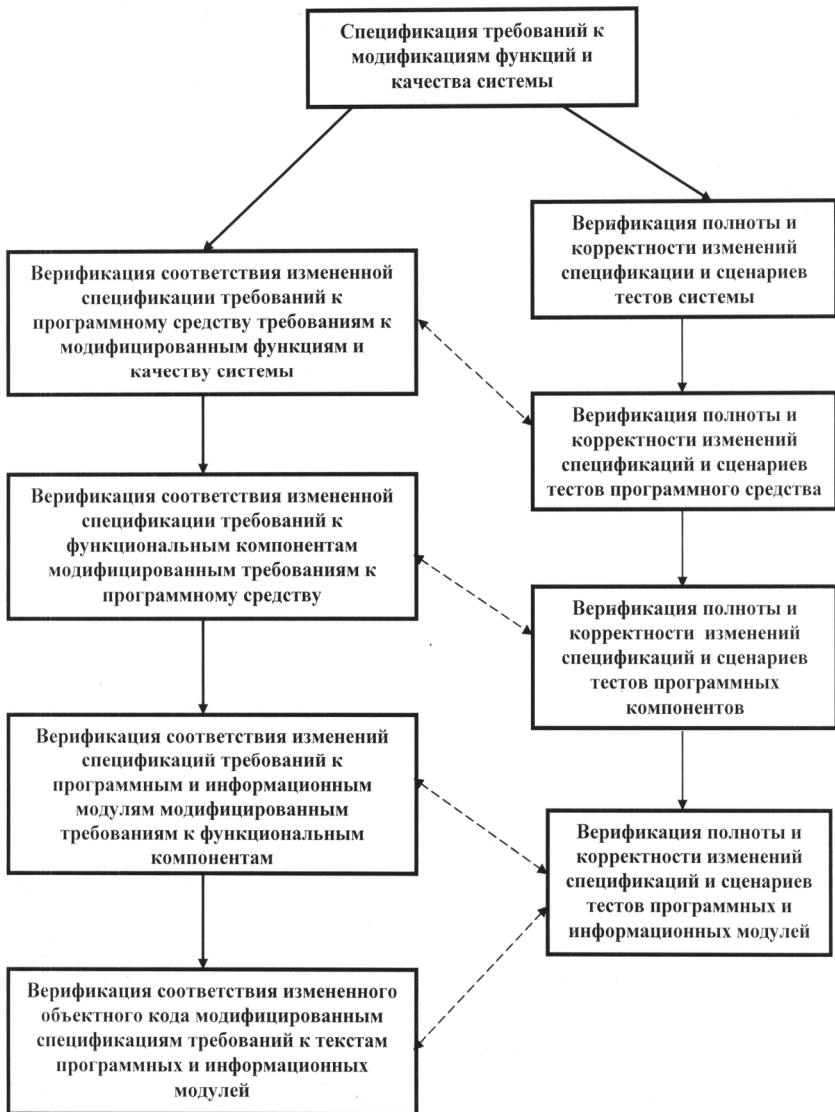 Спецификация требований к
модификациям функций и
качества системы
Верификация соответствия измененной
спецификации требований к
программному средству требованиям к
модифицированным функциям и
качеству системы
Верификация соответствия измененной
спецификации требований к
функциональным компонентам
модифицированным требованиям к
программному средству
Верификация соответствия изменений
спецификаций требований к
программным и информационным
модулям модифицированным
требованиям к функциональным
компонентам
Верификация соответствия измененного
объектного кода модифицированным
спецификациям требований к текстам
программных и информационных
модулей
Верификация полноты и
корректности изменений
спецификации и сценариев
тестов системы
Верификация полноты и
корректности изменений
спецификаций и сценариев
тестов программного средства
Верификация полноты и
корректности изменений
спецификаций и сценариев
тестов программных
компонентов
Верификация полноты и
корректности изменений
спецификаций и сценариев
тестов программных и
информационных модулей